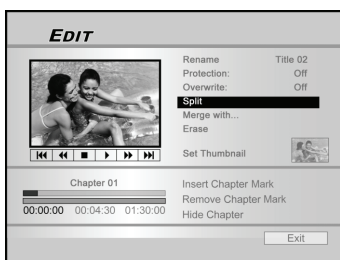 EDIT
Rename Title 02
Protection: Off
Overwrite: Off
Split
Merge with...
Erase
Set Thumbnail
Chapter 01
00:00:00 00:04:30 01:30:00
Insert Chapter Mark
Remove Chapter Mark
Hide Chapter
Exit